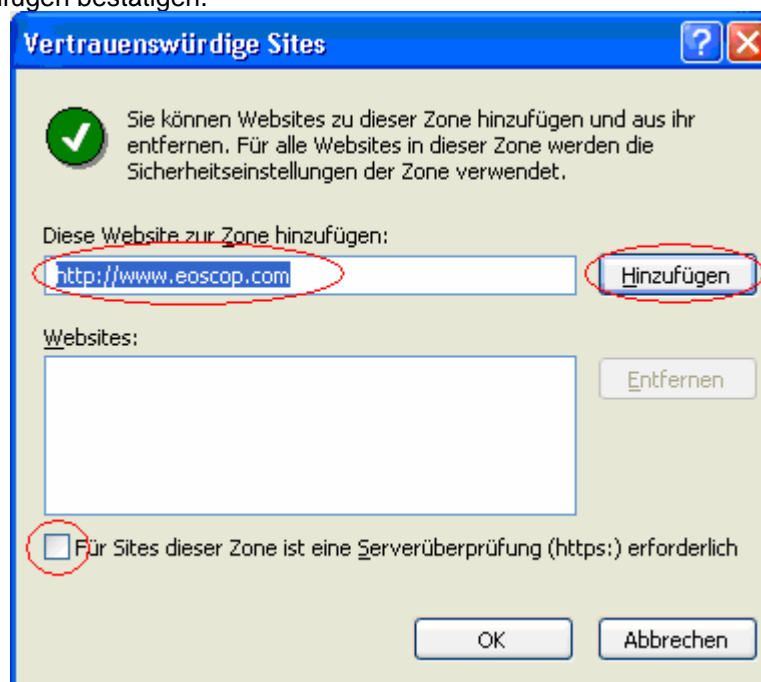 bestätigen.
Vertrauenswürdige Sites
Sie können Websites zu dieser Zone hinzufügen und aus ihr
entfernen. Für alle Websites in dieser Zone werden die
Sicherheitseinstellungen der Zone verwendet.
Diese Website zur Zone hinzufügen:
http://www.eoscop.com
Hinzufügen
Websites:
Entfernen
Für Sites dieser Zone ist eine Serverüberprüfung (https:) erforderlich
OK
Abbrechen